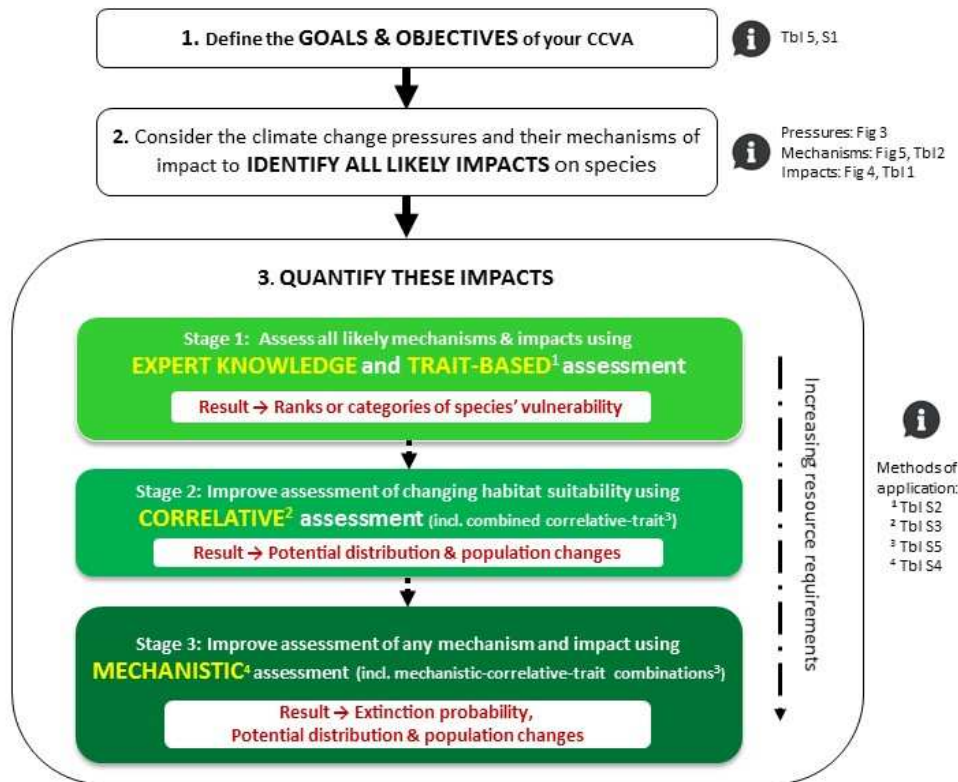 1. Define the GOALS & OBJECTIVES of your CCVA
i
Tbl 5, S1
2. Consider the climate change pressures and their mechanisms of
impact to IDENTIFY ALL LIKELY IMPACTS on species
i
Pressures: Fig 3
Mechanisms: Fig 5, Tbl 2
Impacts: Fig 4, Tbl 1
3. QUANTIFY THESE IMPACTS
Stage 1: Assess all likely mechanisms & impacts using
EXPERT KNOWLEDGE and TRAIT-BASED¹ assessment
Result → Ranks or categories of species' vulnerability
Stage 2: Improve assessment of changing habitat suitability using
CORRELATIVE² assessment (incl. combined correlative-trait³)
Result → Potential distribution & population changes
Stage 3: Improve assessment of any mechanism and impact using
MECHANISTIC⁴ assessment (incl. mechanistic-correlative-trait combinations³)
Result → Extinction probability,
Potential distribution & population changes
Increasing resource requirements
i
Methods of
application:
¹ Tbl S2
² Tbl S3
³ Tbl S5
⁴ Tbl S4